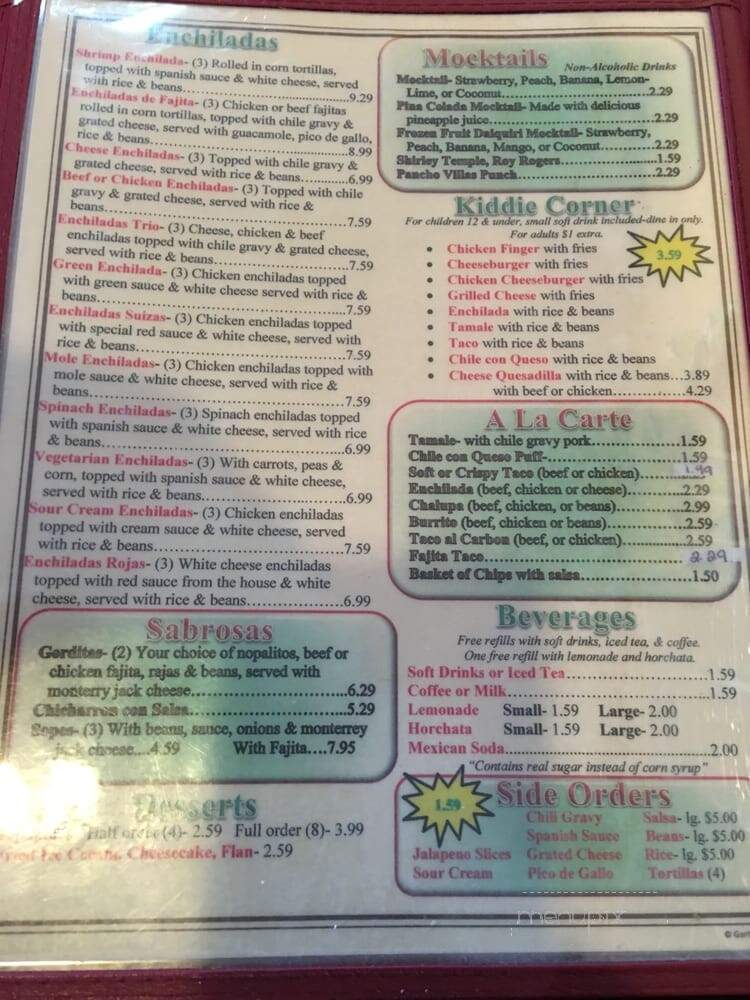 Enchiladas
Shrimp Enchilada- (3) Rolled in corn tortillas,
topped with spanish sauce & white cheese, served
with rice & beans...9.29
Enchiladas de Fajita- (3) Chicken or beef fajitas
rolled in corn tortillas, topped with chile gravy &
grated cheese, served with guacamole, pico de gallo,
rice & beans...8.99
Cheese Enchiladas- (3) Topped with chile gravy &
grated cheese, served with rice & beans...6.99
Beef or Chicken Enchiladas- (3) Topped with chile
gravy & grated cheese, served with rice &
beans...7.59
Enchiladas Trio- (3) Cheese, chicken & beef
enchiladas topped with chile gravy & grated cheese,
served with rice & beans...7.59
Green Enchilada- (3) Chicken enchiladas topped
with green sauce & white cheese served with rice &
beans...7.59
Enchiladas Suizas- (3) Chicken enchiladas topped
with special red sauce & white cheese, served with
rice & beans...7.59
Mole Enchiladas- (3) Chicken enchiladas topped with
mole sauce & white cheese, served with rice &
beans...7.59
Spinach Enchiladas- (3) Spinach enchiladas topped
with spanish sauce & white cheese, served with rice
& beans...6.99
Vegetarian Enchiladas- (3) With carrots, peas &
corn, topped with spanish sauce & white cheese,
served with rice & beans...6.99
Sour Cream Enchiladas- (3) Chicken enchiladas
topped with cream sauce & white cheese, served
with rice & beans...7.59
Enchiladas Rojas- (3) White cheese enchiladas
topped with red sauce from the house & white
cheese, served with rice & beans...6.99
Sabrosas
Gorditas- (2) Your choice of nopalitos, beef or
chicken fajita, rajas & beans, served with
monterry jack cheese...6.29
Chicharron con Salsa...5.29
Sopes- (3) With beans, sauce, onions & monterrey
jack cheese....4.59 With Fajita....7.95
Desserts
Half order (4)- 2.59 Full order (8)- 3.99
Fried Ice Cream, Cheesecake, Flan- 2.59
Mocktails Non-Alcoholic Drinks
Mocktail- Strawberry, Peach, Banana, Lemon-
Lime, or Coconut...2.29
Pina Colada Mocktail- Made with delicious
pineapple juice...2.29
Frozen Fruit Daiquiri Mocktail- Strawberry,
Peach, Banana, Mango, or Coconut...2.29
Shirley Temple, Roy Rogers...1.59
Pancho Villas Punch...2.29
Kiddie Corner
For children 12 & under, small soft drink included-dine in only.
For adults $1 extra.
3.59
• Chicken Finger with fries
• Cheeseburger with fries
• Chicken Cheeseburger with fries
• Grilled Cheese with fries
• Enchilada with rice & beans
• Tamale with rice & beans
• Taco with rice & beans
• Chile con Queso with rice & beans
• Cheese Quesadilla with rice & beans...3.89
with beef or chicken...4.29
A La Carte
Tamale- with chile gravy pork...1.59
Chile con Queso Puff-...1.59
Soft or Crispy Taco (beef or chicken)...1.99
Enchilada (beef, chicken or cheese)...2.29
Chalupa (beef, chicken, or beans)...2.99
Burrito (beef, chicken or beans)...2.59
Taco al Carbon (beef, or chicken)...2.59
Fajita Taco...2.29
Basket of Chips with salsa...1.50
Beverages
Free refills with soft drinks, iced tea, & coffee.
One free refill with lemonade and horchata.
Soft Drinks or Iced Tea...1.59
Coffee or Milk...1.59
Lemonade Small- 1.59 Large- 2.00
Horchata Small- 1.59 Large- 2.00
Mexican Soda...2.00
"Contains real sugar instead of corn syrup"
1.59
Side Orders
Chili Gravy Salsa- lg. $5.00
Spanish Sauce Beans- lg. $5.00
Jalapeno Slices Grated Cheese Rice- lg. $5.00
Sour Cream Pico de Gallo Tortillas (4)
menupix